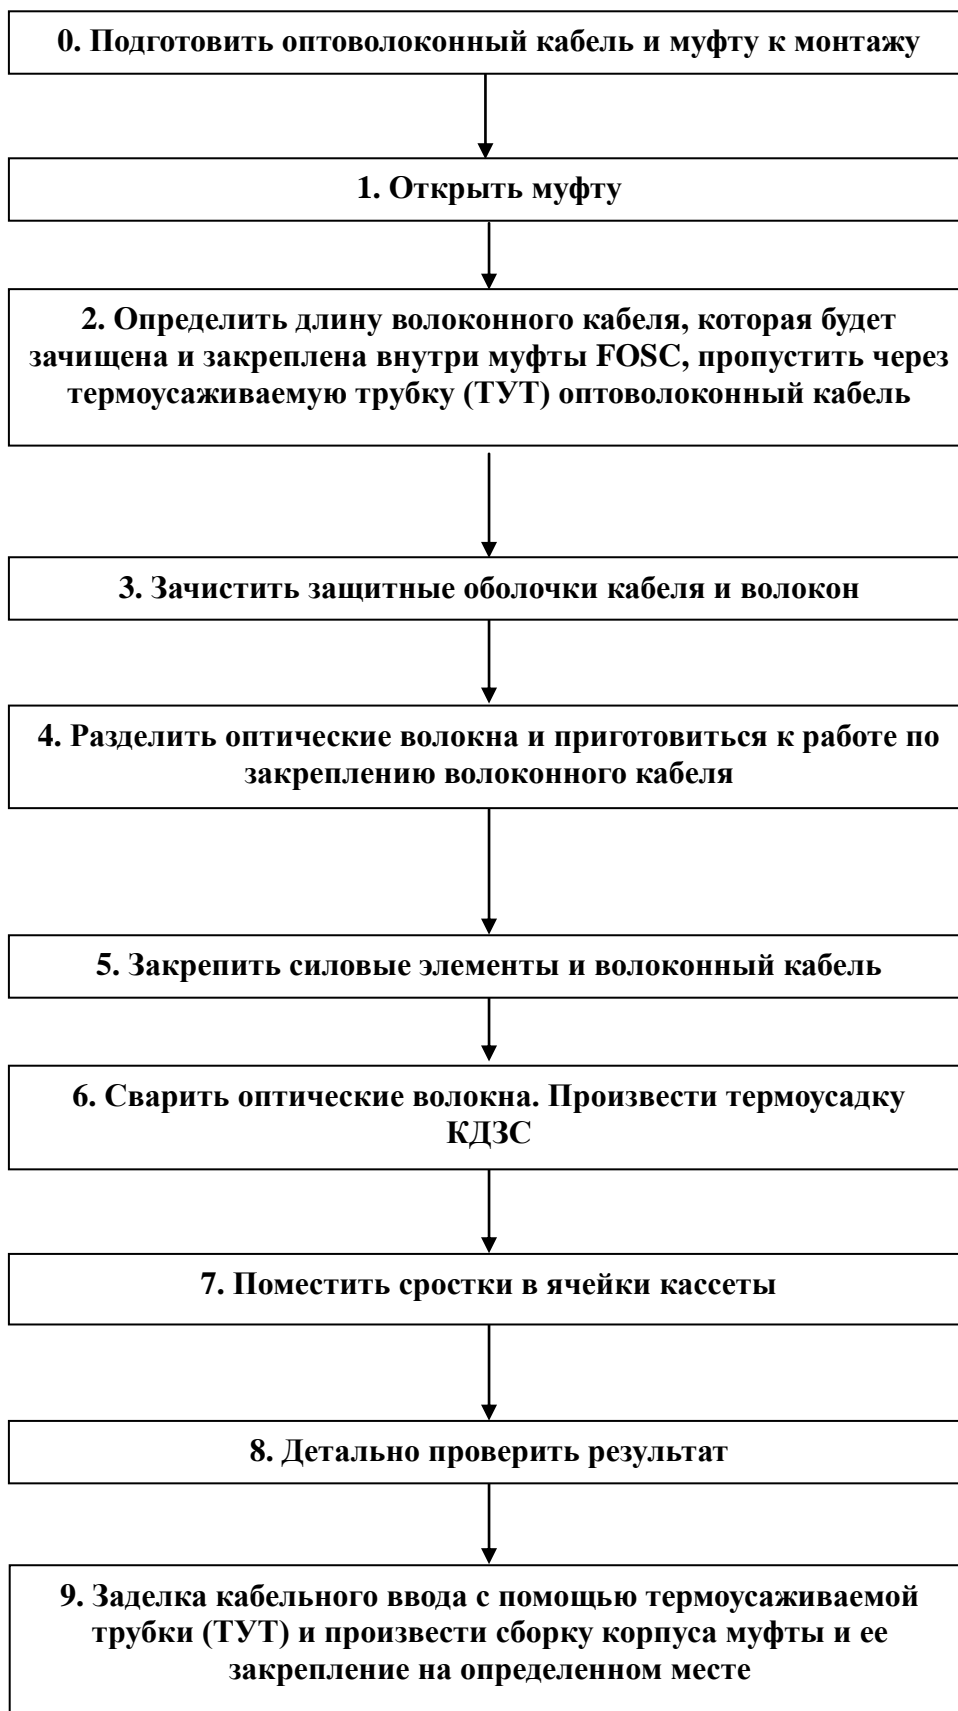 0. Подготовить оптоволоконный кабель и муфту к монтажу
1. Открыть муфту
2. Определить длину волоконного кабеля, которая будет
зачищена и закреплена внутри муфты FOSC, пропустить через
термоусаживаемую трубку (ТУТ) оптоволоконный кабель
3. Зачистить защитные оболочки кабеля и волокон
4. Разделить оптические волокна и приготовиться к работе по
закреплению волоконного кабеля
5. Закрепить силовые элементы и волоконный кабель
6. Сварить оптические волокна. Произвести термоусадку
КДЗС
7. Поместить сростки в ячейки кассеты
8. Детально проверить результат
9. Заделка кабельного ввода с помощью термоусаживаемой
трубки (ТУТ) и произвести сборку корпуса муфты и ее
закрепление на определенном месте